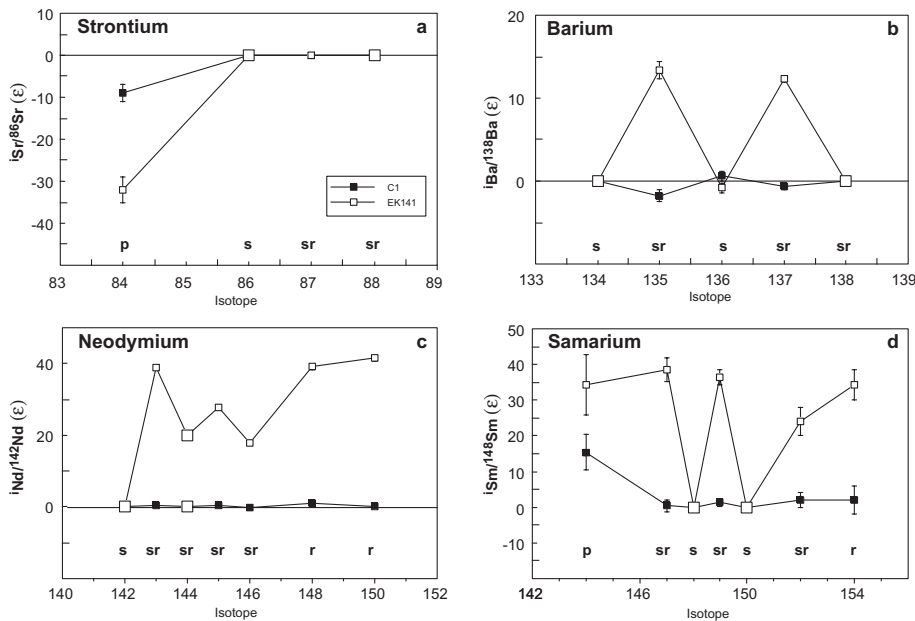 Strontium a
ⁱSr/⁸⁶Sr (ε)
10
0
-10
-20
-30
-40
C1
EK141
p s sr sr
83 84 85 86 87 88 89
Isotope
Barium b
ⁱBa/¹³⁸Ba (ε)
20
10
0
s sr s sr sr
133 134 135 136 137 138 139
Isotope
Neodymium c
ⁱNd/¹⁴²Nd (ε)
40
20
0
s sr sr sr sr r r
140 142 144 146 148 150 152
Isotope
Samarium d
ⁱSm/¹⁴⁸Sm (ε)
50
40
30
20
10
0
-10
p sr s sr s sr r
142 146 150 154
Isotope